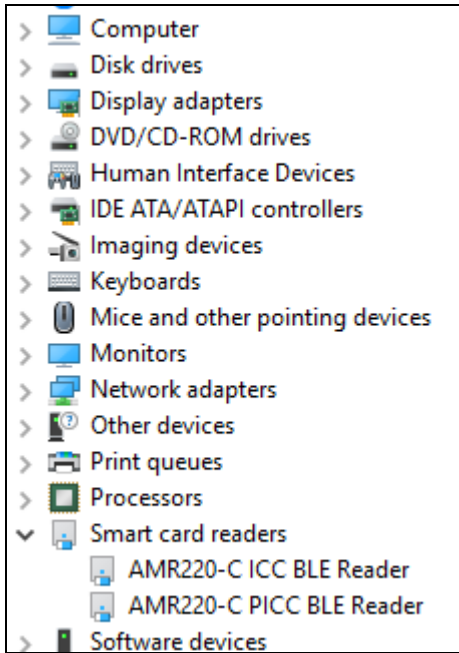 Computer
Disk drives
Display adapters
DVD/CD-ROM drives
Human Interface Devices
IDE ATA/ATAPI controllers
Imaging devices
Keyboards
Mice and other pointing devices
Monitors
Network adapters
Other devices
Print queues
Processors
Smart card readers
AMR220-C ICC BLE Reader
AMR220-C PICC BLE Reader
Software devices